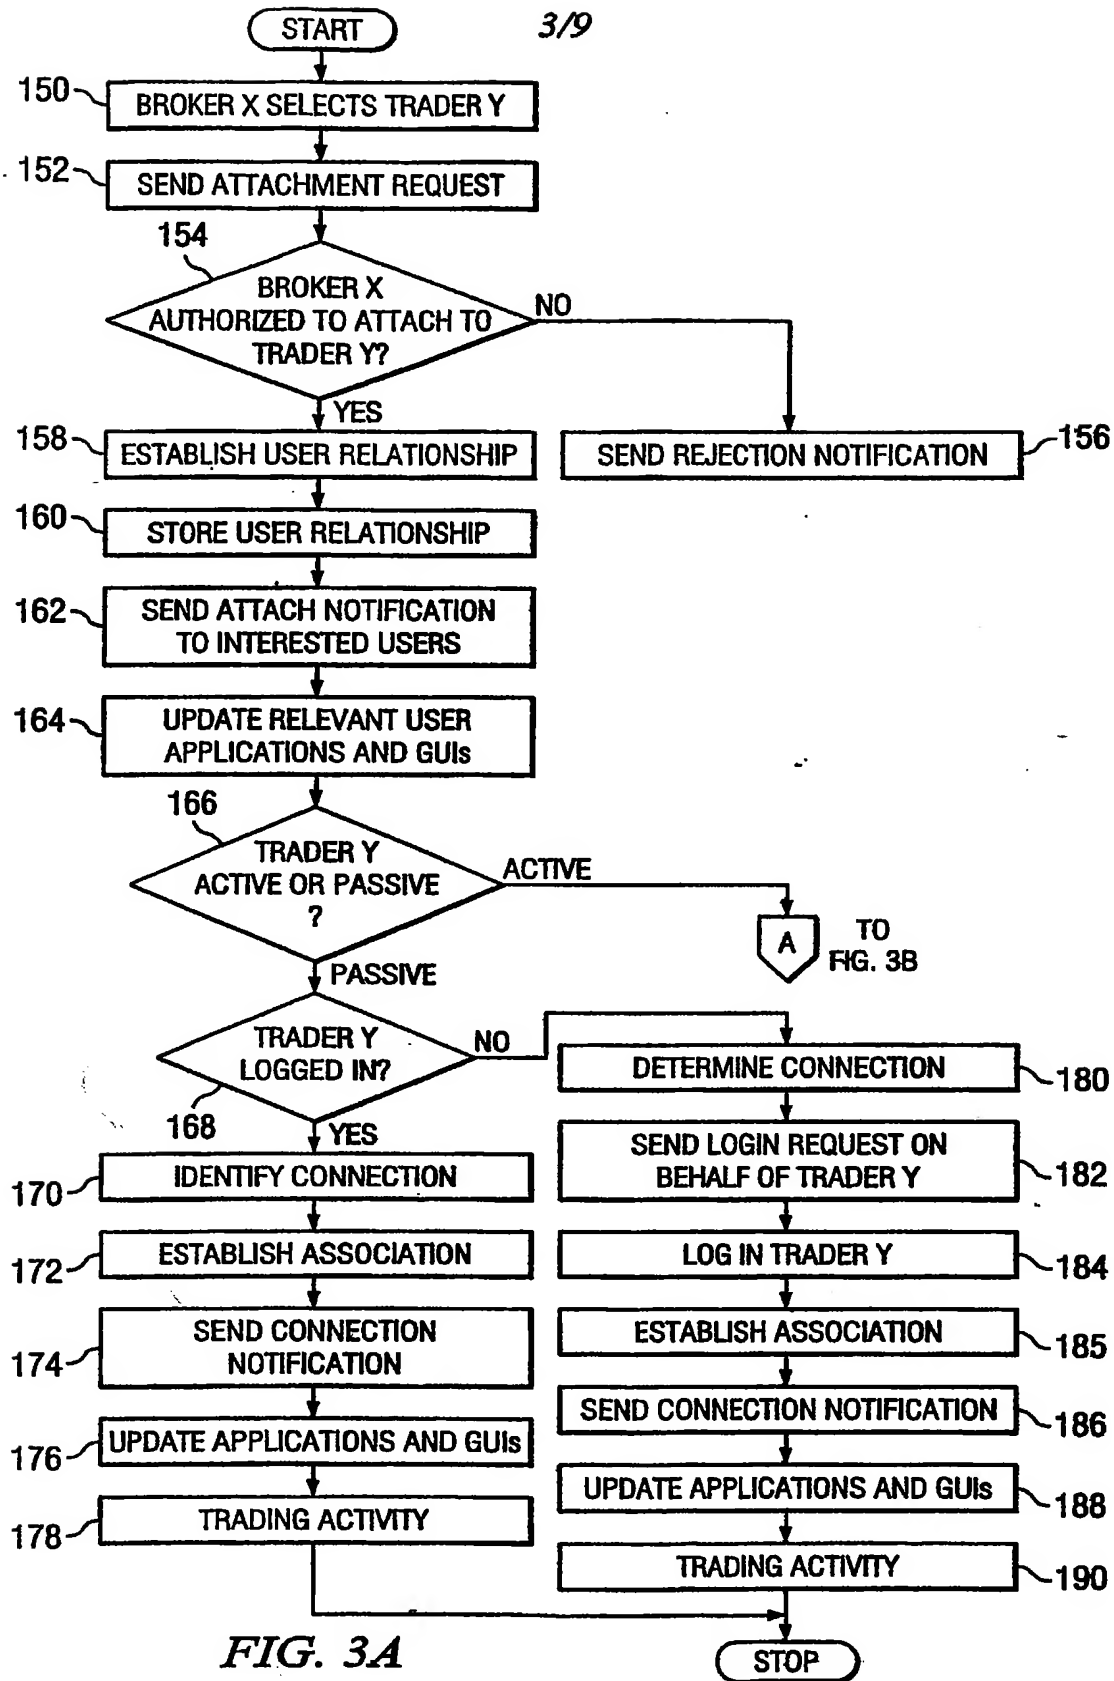 START
3/9
150
BROKER X SELECTS TRADER Y
152
SEND ATTACHMENT REQUEST
154
BROKER X
AUTHORIZED TO ATTACH TO
TRADER Y?
NO
YES
158
ESTABLISH USER RELATIONSHIP
SEND REJECTION NOTIFICATION
156
160
STORE USER RELATIONSHIP
162
SEND ATTACH NOTIFICATION
TO INTERESTED USERS
164
UPDATE RELEVANT USER
APPLICATIONS AND GUIs
166
TRADER Y
ACTIVE OR PASSIVE
?
ACTIVE
A
TO
FIG. 3B
PASSIVE
TRADER Y
LOGGED IN?
NO
168
YES
DETERMINE CONNECTION
180
SEND LOGIN REQUEST ON
BEHALF OF TRADER Y
182
170
IDENTIFY CONNECTION
172
ESTABLISH ASSOCIATION
LOG IN TRADER Y
184
174
SEND CONNECTION
NOTIFICATION
ESTABLISH ASSOCIATION
185
SEND CONNECTION NOTIFICATION
186
176
UPDATE APPLICATIONS AND GUIs
UPDATE APPLICATIONS AND GUIs
188
178
TRADING ACTIVITY
TRADING ACTIVITY
190
FIG. 3A
STOP